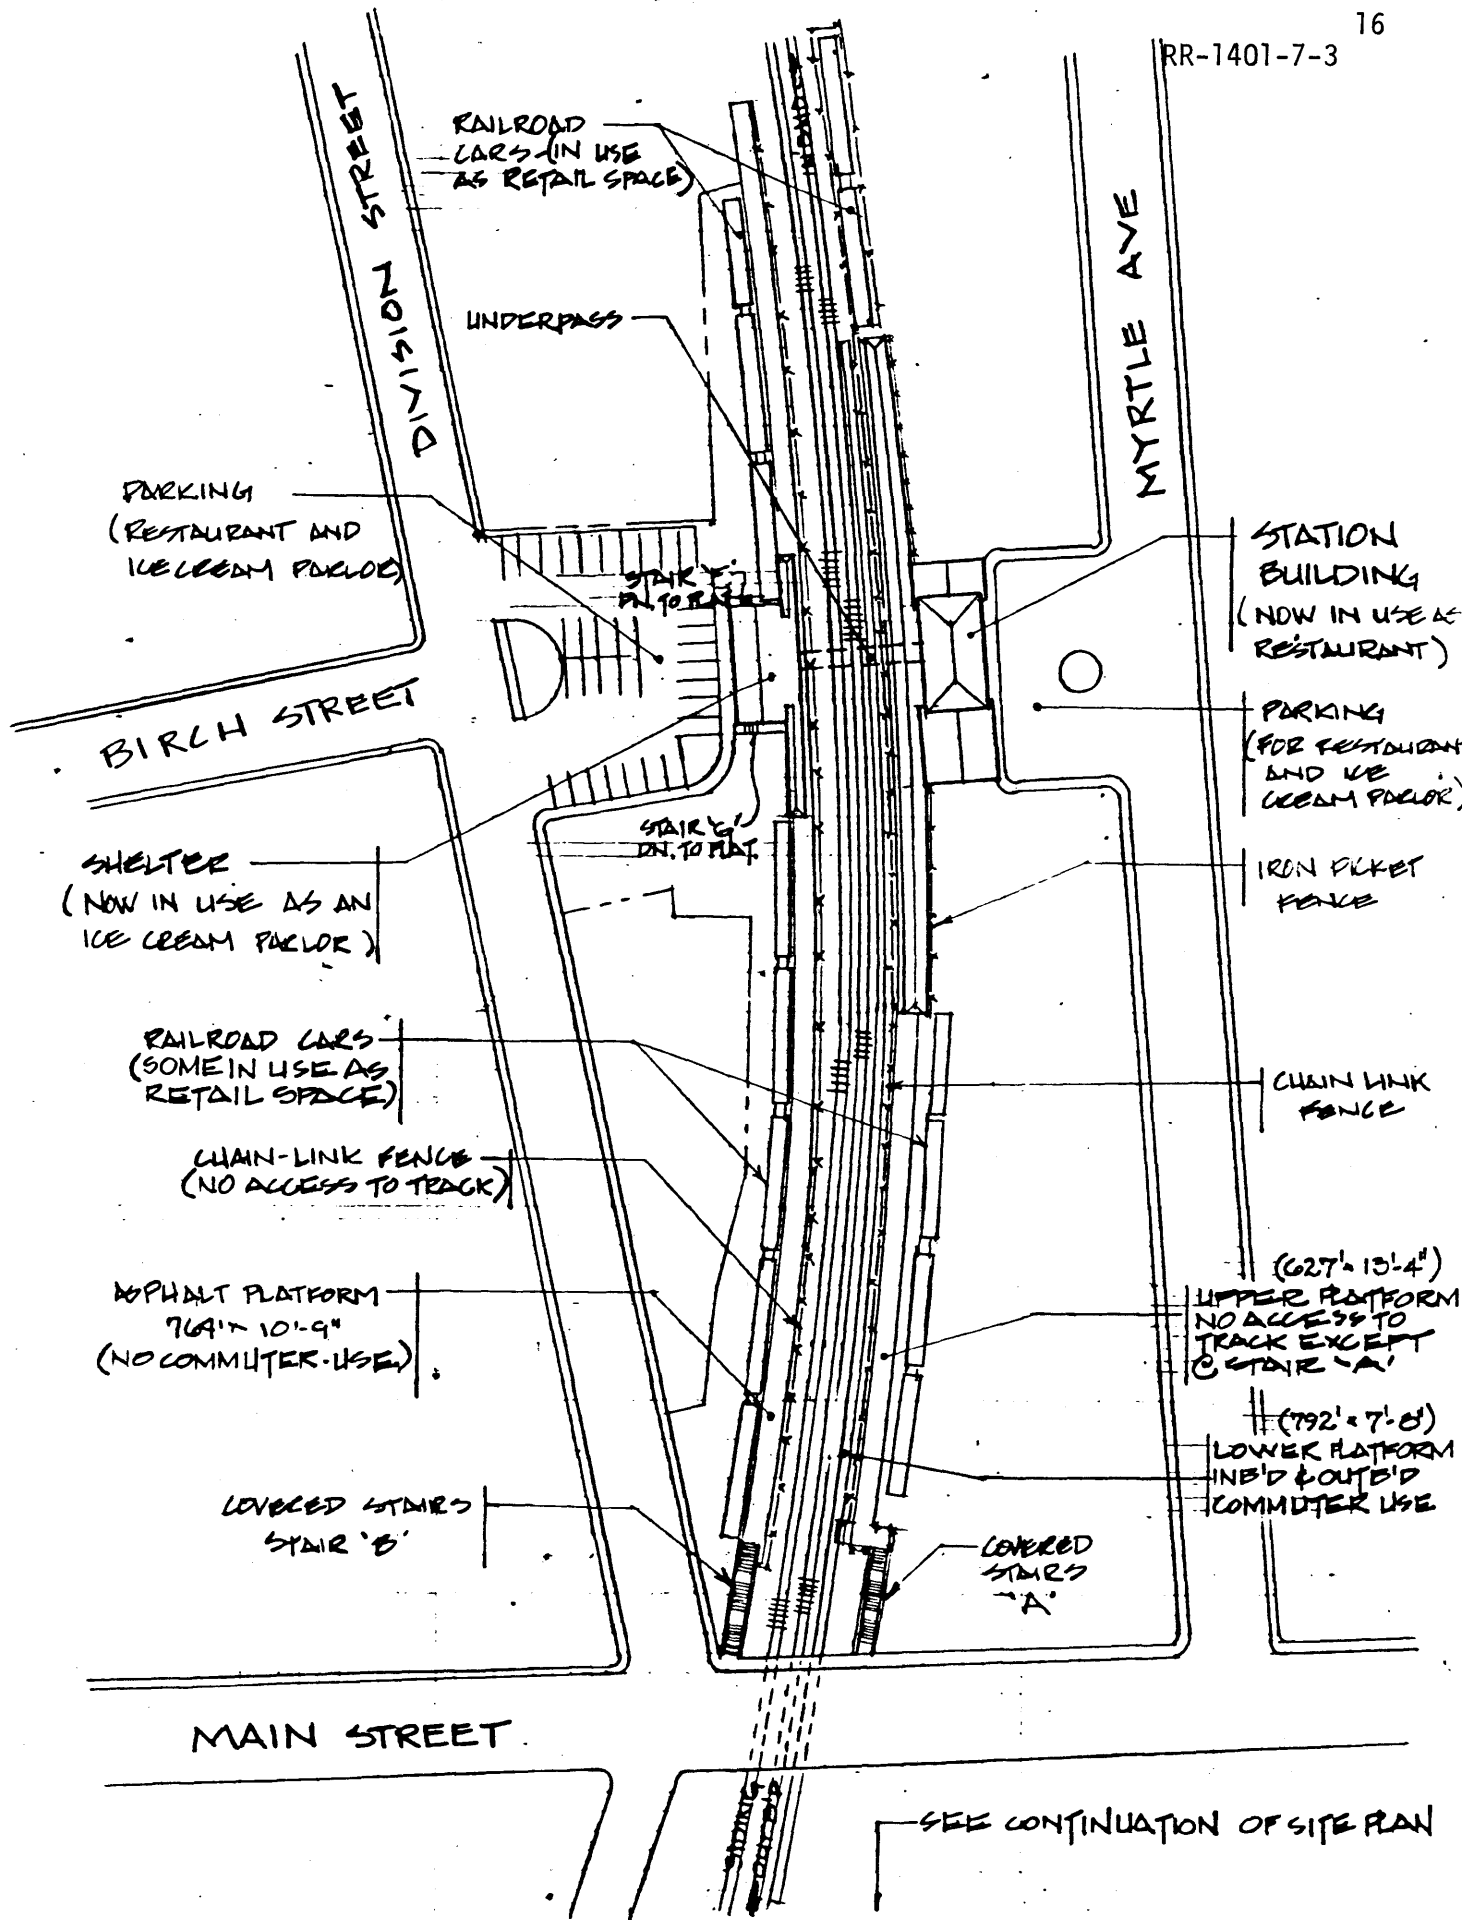 16
RR-1401-7-3
DIVISION STREET
RAILROAD
CARS (IN USE
AS RETAIL SPACE)
UNDERPASS
MYRTLE AVE
PARKING
(RESTAURANT AND
ICE CREAM PARLOR)
STAIR 'F'
DN. TO PLAT.
STATION
BUILDING
(NOW IN USE AS
RESTAURANT)
BIRCH STREET
PARKING
(FOR RESTAURANT
AND ICE
CREAM PARLOR)
STAIR 'G'
DN. TO PLAT.
SHELTER
(NOW IN USE AS AN
ICE CREAM PARLOR)
IRON PICKET
FENCE
RAILROAD CARS
(SOME IN USE AS
RETAIL SPACE)
CHAIN LINK
FENCE
CHAIN-LINK FENCE
(NO ACCESS TO TRACK)
ASPHALT PLATFORM
764' x 10'-9"
(NO COMMUTER USE)
(627' x 13'-4")
UPPER PLATFORM
NO ACCESS TO
TRACK EXCEPT
@ STAIR 'A'
(792' x 7'-8")
LOWER PLATFORM
INB'D & OUTB'D
COMMUTER USE
COVERED STAIRS
STAIR 'B'
COVERED
STAIRS
'A'
MAIN STREET
SEE CONTINUATION OF SITE PLAN